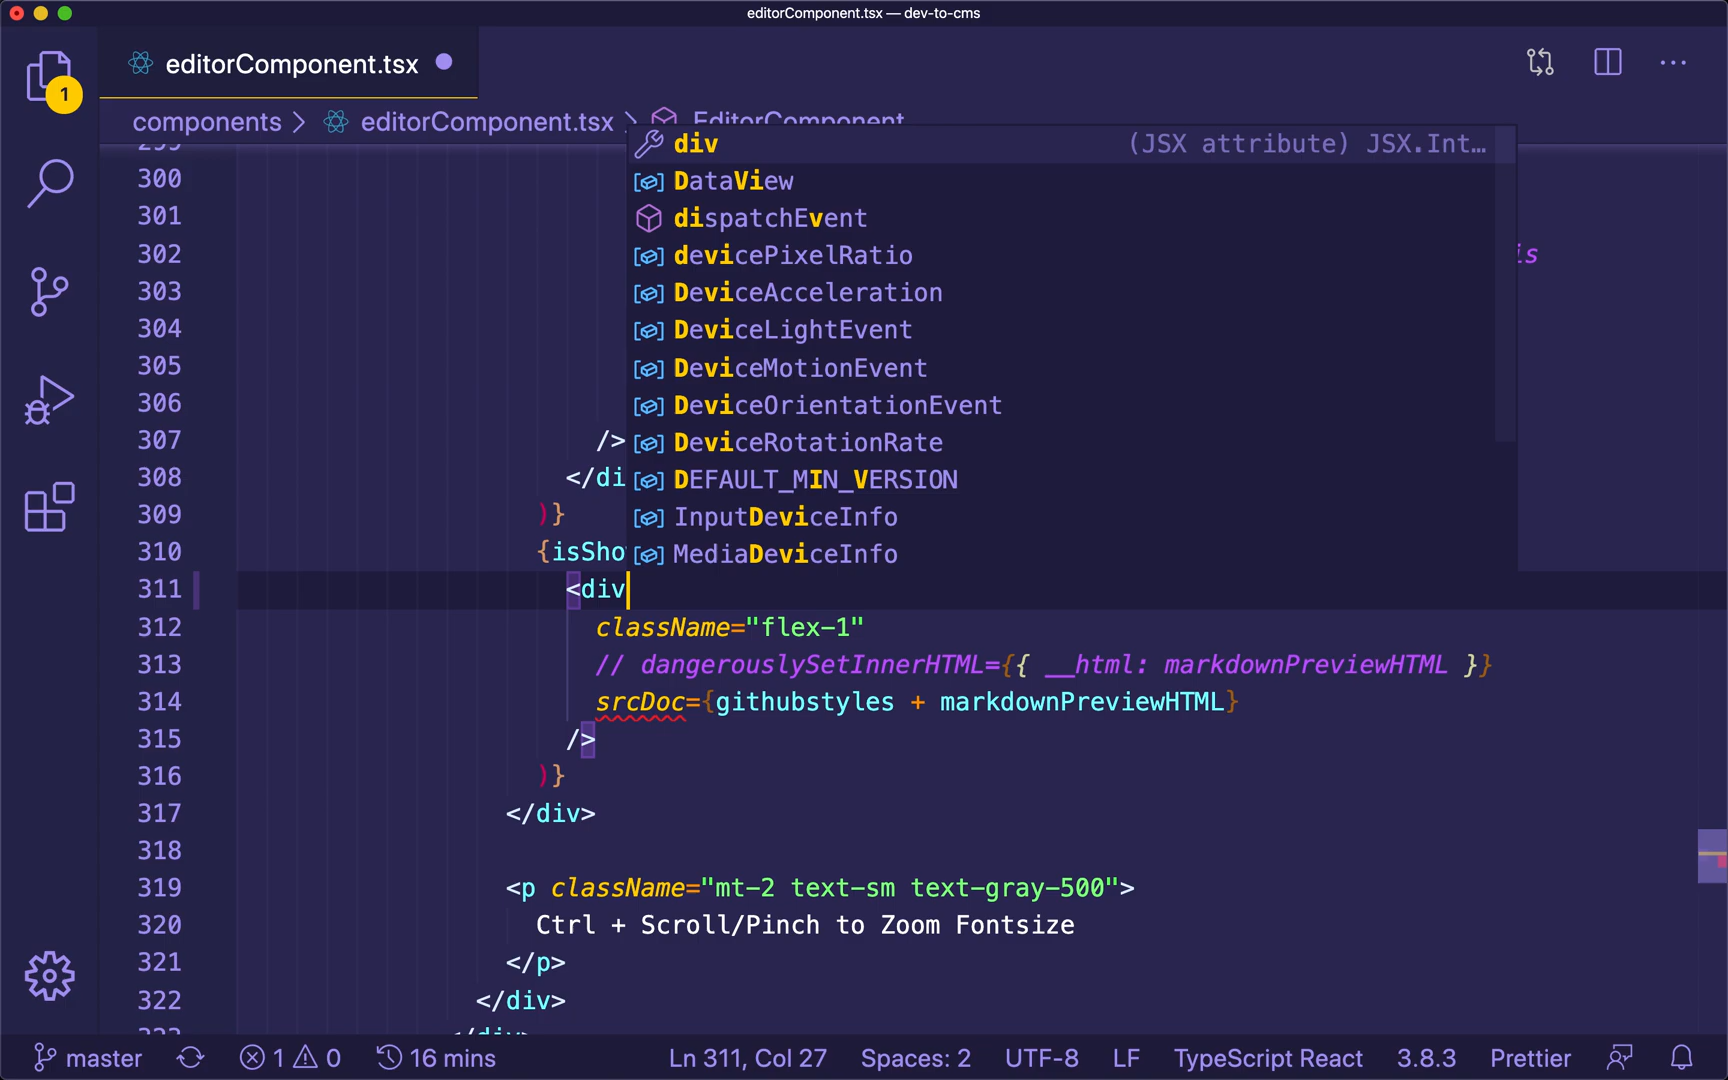 editorComponent.tsx — dev-to-cms
editorComponent.tsx
1
components > editorComponent.tsx > EditorComponent
299
div (JSX attribute) JSX.Int…
300 DataView
301 dispatchEvent
302 devicePixelRatio is
303 DeviceAcceleration
304 DeviceLightEvent
305 DeviceMotionEvent
306 DeviceOrientationEvent
307 /> DeviceRotationRate
308 </di DEFAULT_MIN_VERSION
309 )} InputDeviceInfo
310 {isSho MediaDeviceInfo
311 <div
312 className="flex-1"
313 // dangerouslySetInnerHTML={{ __html: markdownPreviewHTML }}
314 srcDoc={githubstyles + markdownPreviewHTML}
315 />
316 )}
317 </div>
318
319 <p className="mt-2 text-sm text-gray-500">
320 Ctrl + Scroll/Pinch to Zoom Fontsize
321 </p>
322 </div>
323 </div>
master 1 0 16 mins Ln 311, Col 27 Spaces: 2 UTF-8 LF TypeScript React 3.8.3 Prettier